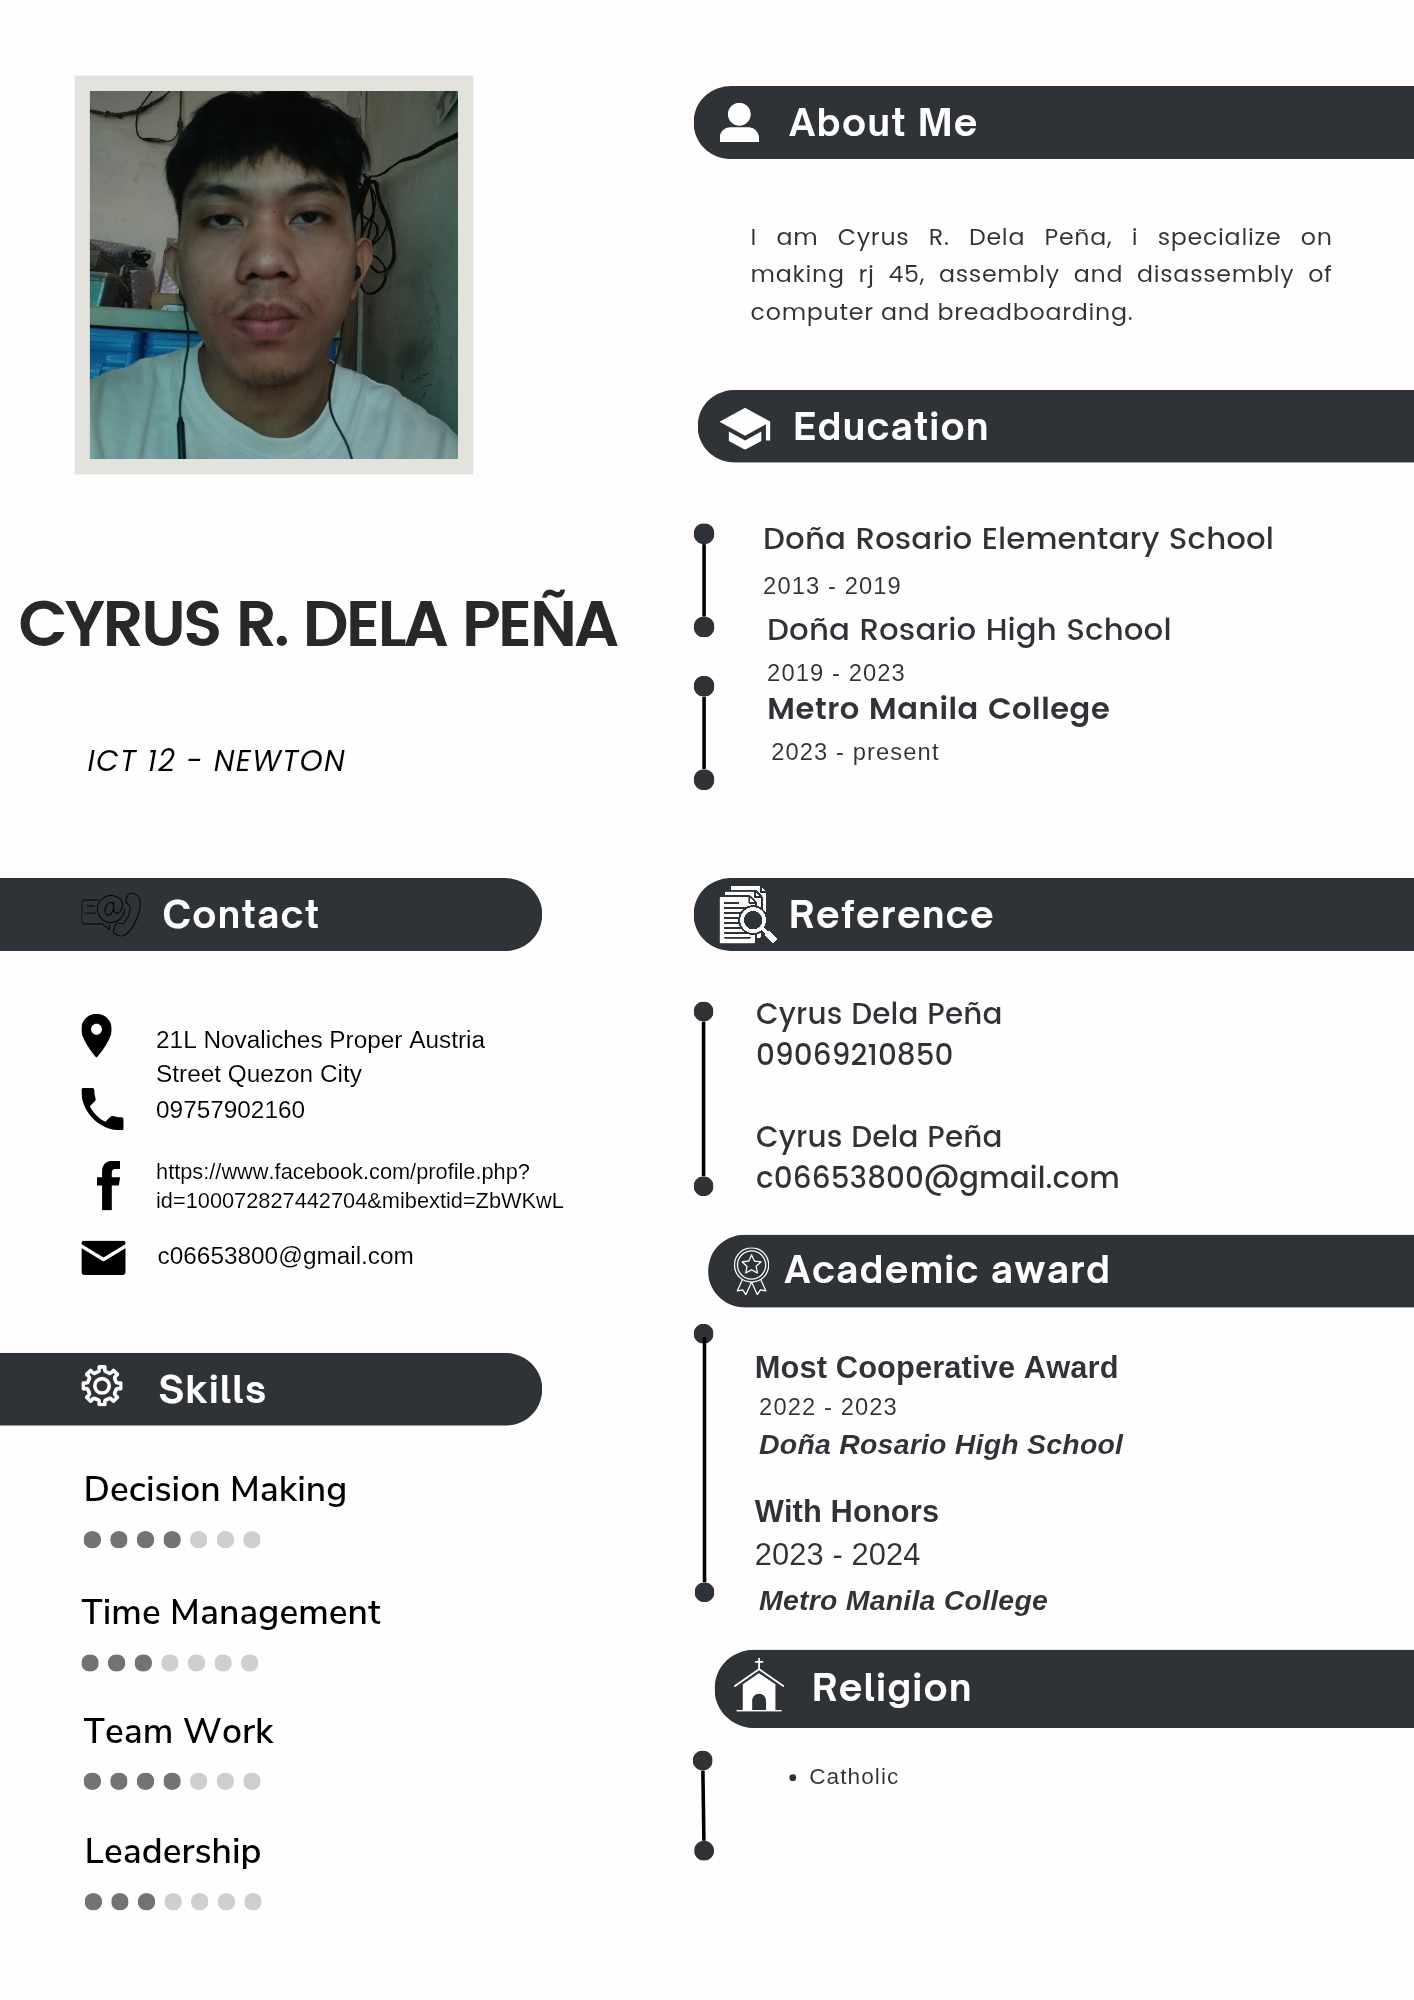 CYRUS R. DELA PEÑA
ICT 12 - NEWTON
Contact
21L Novaliches Proper Austria
Street Quezon City
09757902160
https://www.facebook.com/profile.php?
id=100072827442704&mibextid=ZbWKwL
c06653800@gmail.com
Skills
Decision Making
Time Management
Team Work
Leadership
About Me
I am Cyrus R. Dela Peña, i specialize on
making rj 45, assembly and disassembly of
computer and breadboarding.
Education
Doña Rosario Elementary School
2013 - 2019
Doña Rosario High School
2019 - 2023
Metro Manila College
2023 - present
Reference
Cyrus Dela Peña
09069210850
Cyrus Dela Peña
c06653800@gmail.com
Academic award
Most Cooperative Award
2022 - 2023
Doña Rosario High School
With Honors
2023 - 2024
Metro Manila College
Religion
• Catholic